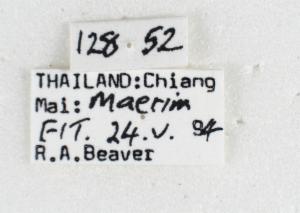 128 52
THAILAND:Chiang
Mai: Maerim
FIT. 24.v. 94
R.A.Beaver